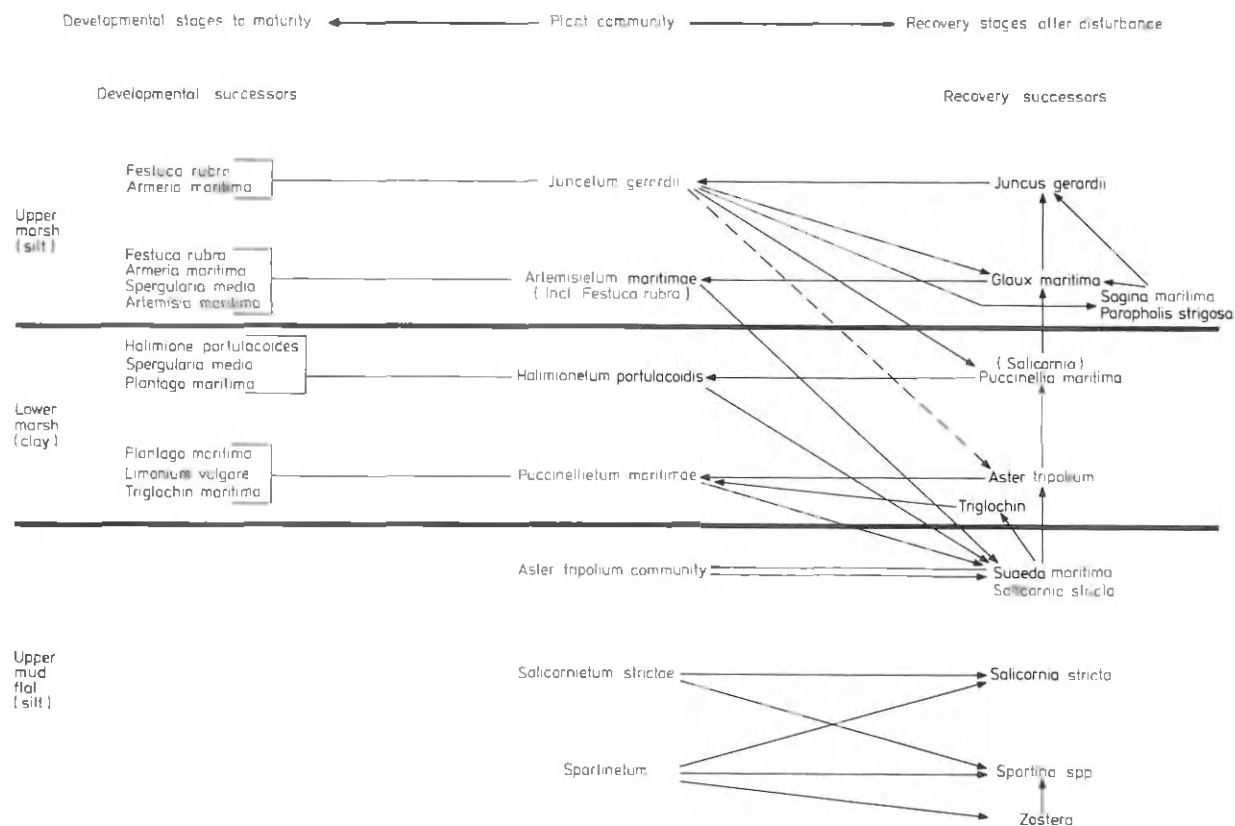 Developmental stages to maturity
Plant community
Recovery stages after disturbance
Developmental successors
Recovery successors
Upper
marsh
(silt)
Festuca rubra
Armeria maritima
Juncetum gerardii
Juncus gerardii
Festuca rubra
Armeria maritima
Spergularia media
Artemisia maritima
Artemisietum maritimae
(Incl. Festuca rubra)
Glaux maritima
Sagina maritima
Parapholis strigosa
Lower
marsh
(clay)
Halimione portulacoides
Spergularia media
Plantago maritima
Halimionetum portulacoidis
(Salicornia)
Puccinellia maritima
Plantago maritima
Limonium vulgare
Triglochin maritima
Puccinellietum maritimae
Aster tripolium
Triglochin
Aster tripolium community
Suaeda maritima
Salicornia stricta
Upper
mud
flat
(silt)
Salicornietum strictae
Salicornia stricta
Spartinetum
Spartina spp
Zostera